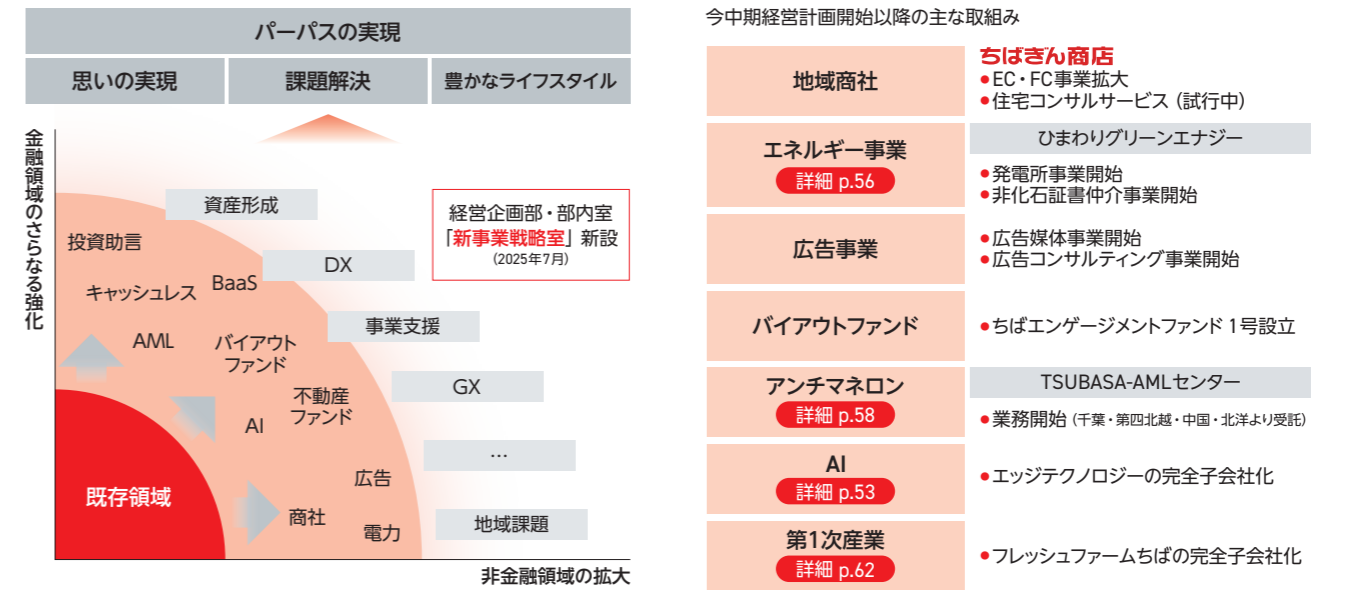 パーパスの実現
思いの実現
課題解決
豊かなライフスタイル
金融領域のさらなる強化
資産形成
投資助言
DX
キャッシュレス
BaaS
事業支援
AML
バイアウト
ファンド
GX
不動産
ファンド
AI
…
広告
既存領域
商社
地域課題
電力
非金融領域の拡大
経営企画部・部内室
「新事業戦略室」新設
(2025年7月)
今中期経営計画開始以降の主な取組み
地域商社
ちばぎん商店
●EC・FC事業拡大
●住宅コンサルサービス (試行中)
エネルギー事業
詳細 p.56
ひまわりグリーンエナジー
●発電所事業開始
●非化石証書仲介事業開始
広告事業
●広告媒体事業開始
●広告コンサルティング事業開始
バイアウトファンド
●ちばエンゲージメントファンド 1号設立
アンチマネロン
詳細 p.58
TSUBASA-AMLセンター
●業務開始 (千葉・第四北越・中国・北洋より受託)
AI
詳細 p.53
●エッジテクノロジーの完全子会社化
第1次産業
詳細 p.62
●フレッシュファームちばの完全子会社化